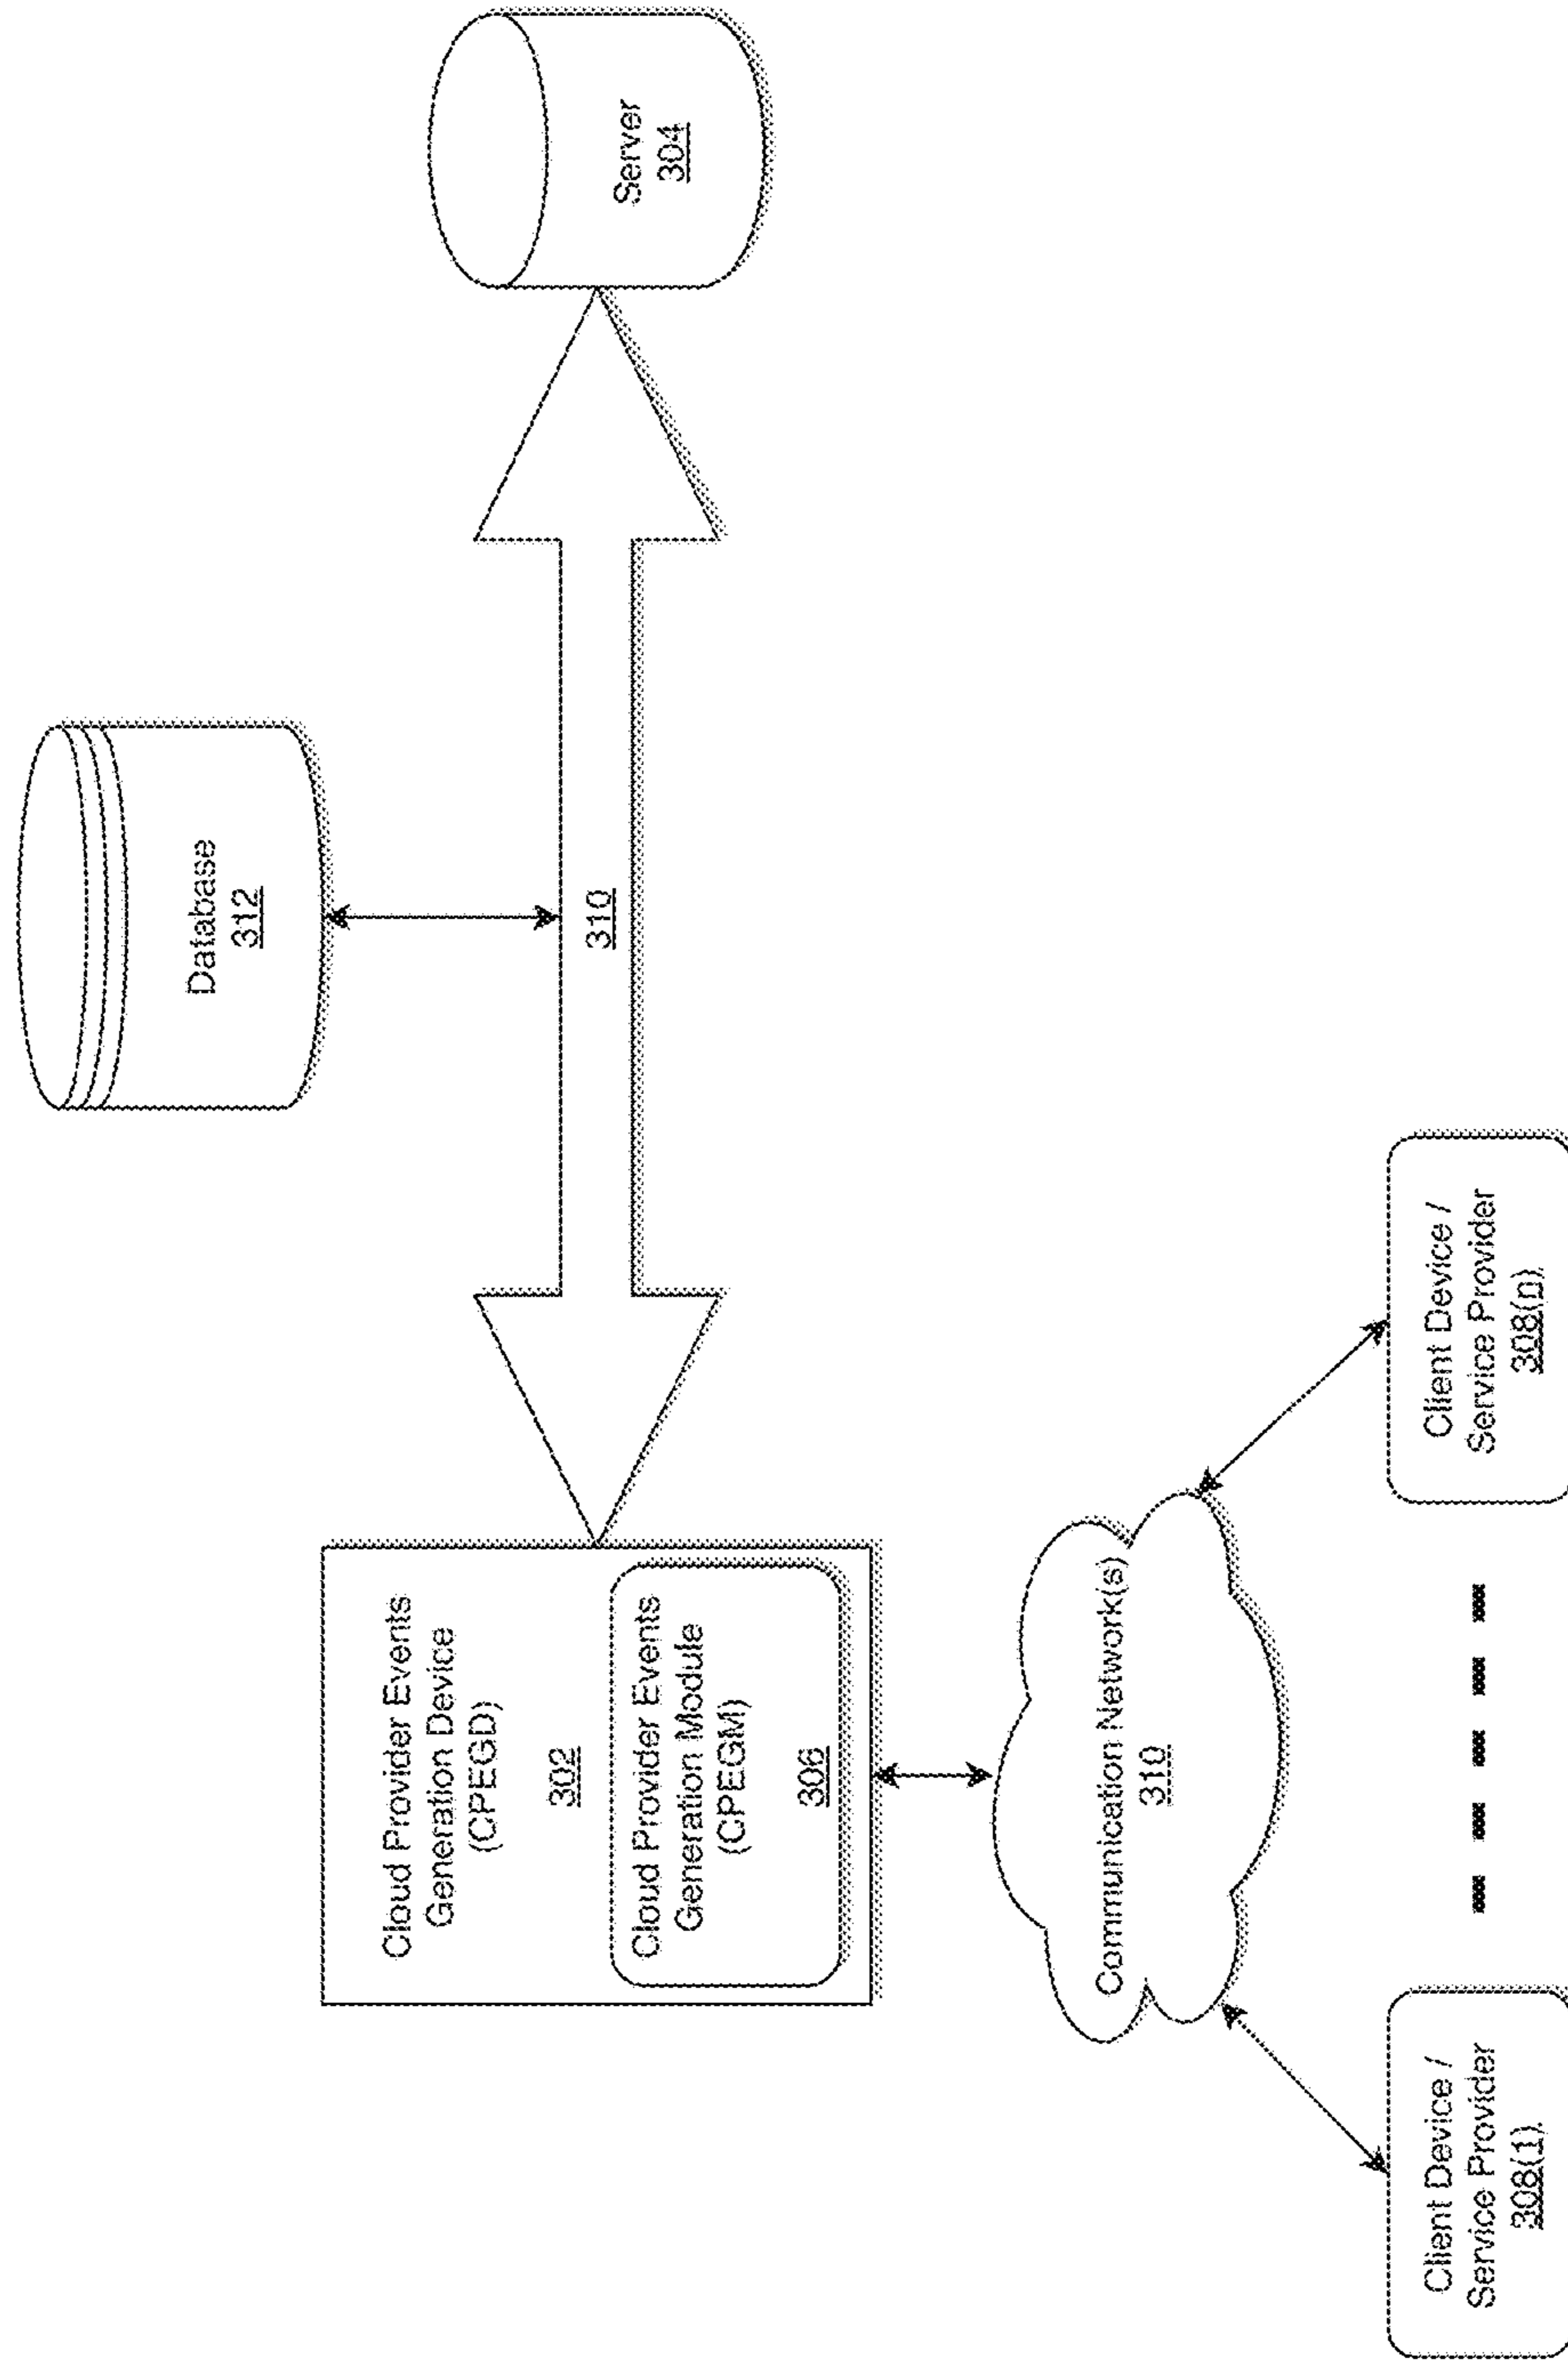 Database
312
Cloud Provider Events
Generation Device
(CPEGD)
302
Cloud Provider Events
Generation Module
(CPEGM)
306
310
Server
304
Communication Network(s)
310
Client Device /
Service Provider
308(1)
Client Device /
Service Provider
308(n)